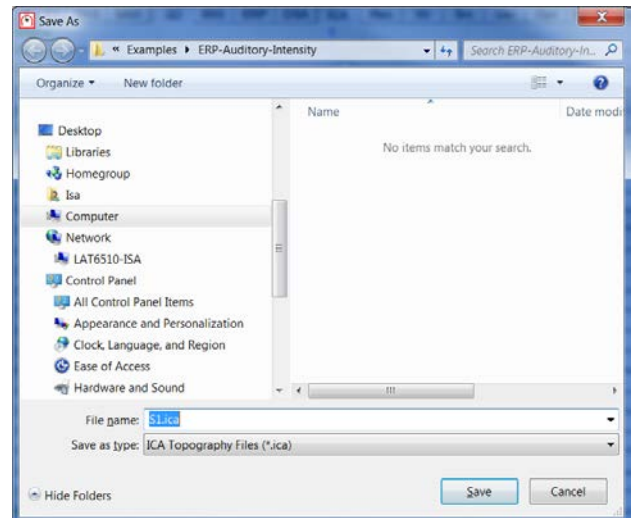 Save As
« Examples ▸ ERP-Auditory-Intensity
Search ERP-Auditory-In...
Organize
New folder
Name
Date modi
No items match your search.
Desktop
Libraries
Homegroup
Isa
Computer
Network
LAT6510-ISA
Control Panel
All Control Panel Items
Appearance and Personalization
Clock, Language, and Region
Ease of Access
Hardware and Sound
File name: S1.ica
Save as type: ICA Topography Files (*.ica)
Hide Folders
Save
Cancel